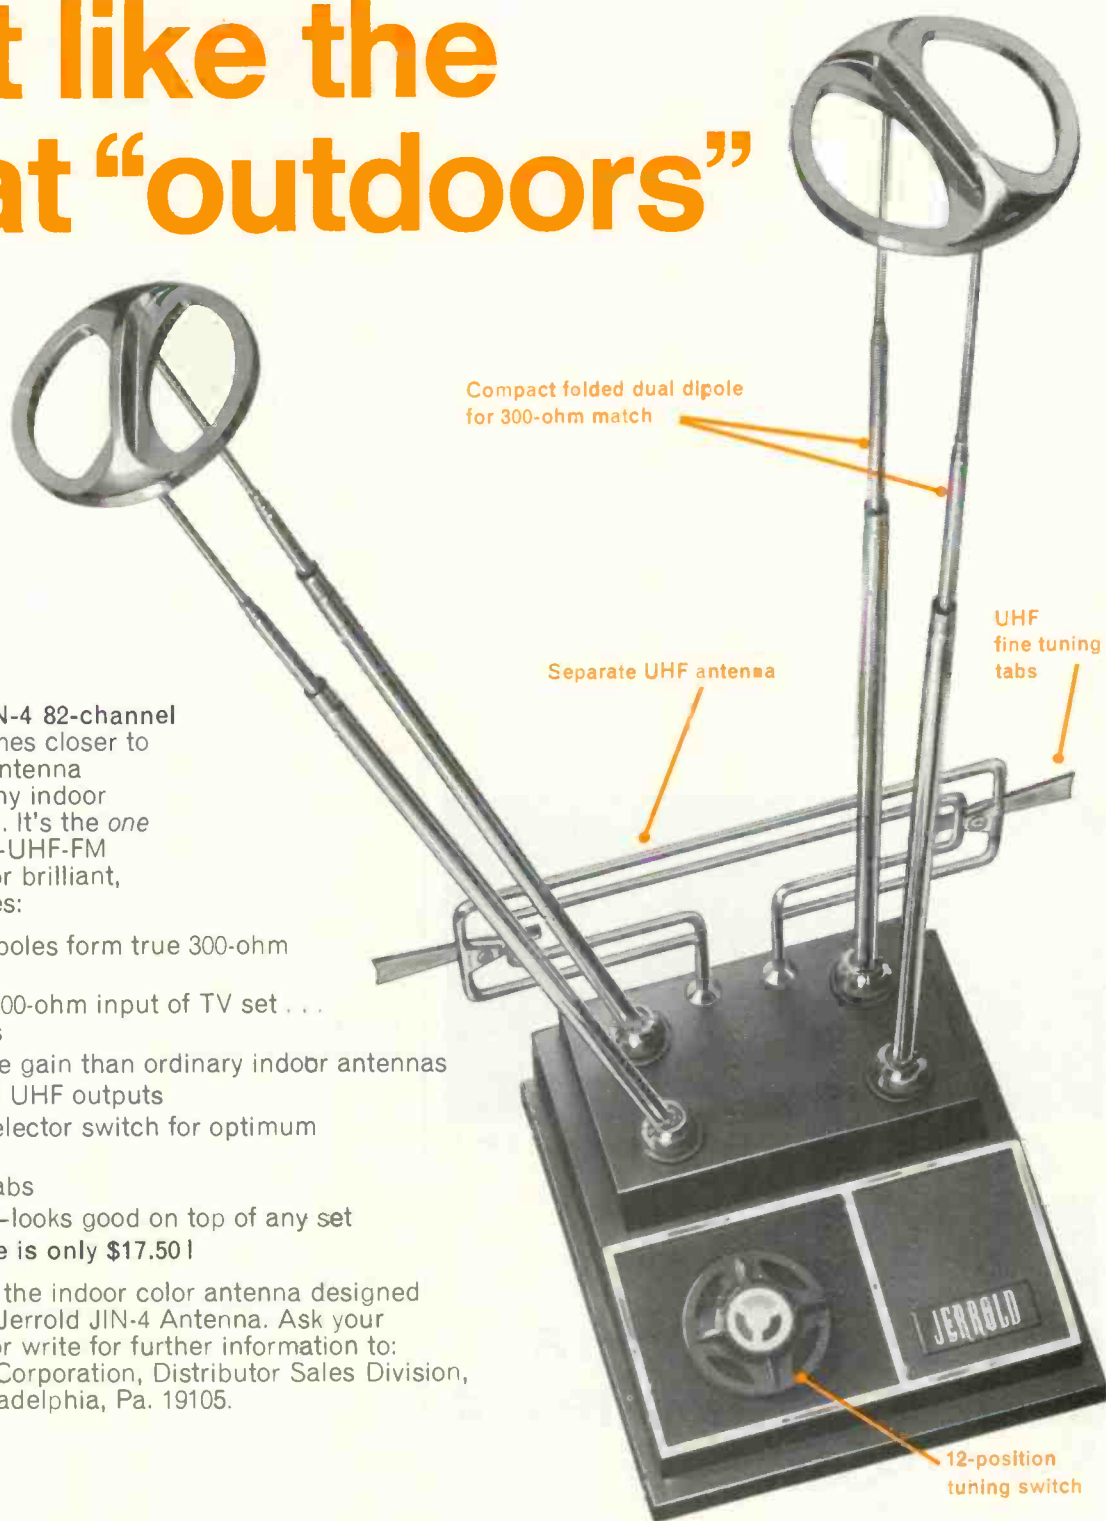 t like the
at “outdoors”
Compact folded dual dipole
for 300-ohm match
Separate UHF antenna
UHF
fine tuning
tabs
N-4 82-channel
nes closer to
ntenna
ny indoor
. It's the one
-UHF-FM
or brilliant,
es:
poles form true 300-ohm
00-ohm input of TV set . . .
s
e gain than ordinary indoor antennas
UHF outputs
elector switch for optimum
abs
–looks good on top of any set
e is only $17.50!
the indoor color antenna designed
Jerrold JIN-4 Antenna. Ask your
or write for further information to:
Corporation, Distributor Sales Division,
adelphia, Pa. 19105.
JERROLD
12-position
tuning switch